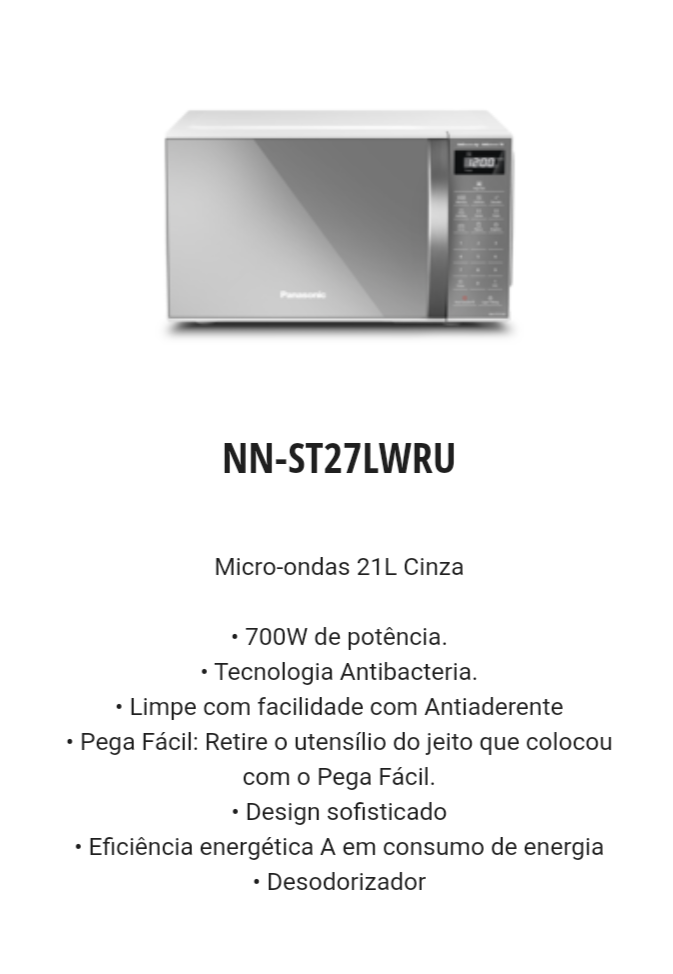 12:00
Panasonic
NN-ST27LWRU
Micro-ondas 21L Cinza
• 700W de potência.
• Tecnologia Antibacteria.
• Limpe com facilidade com Antiaderente
• Pega Fácil: Retire o utensílio do jeito que colocou
com o Pega Fácil.
• Design sofisticado
• Eficiência energética A em consumo de energia
• Desodorizador